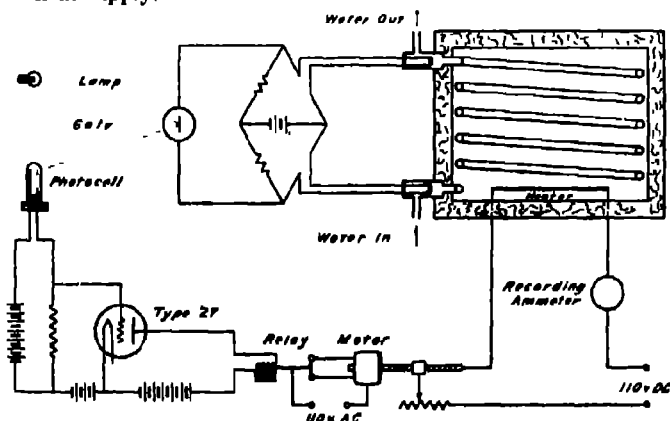 Water Out
Lamp
Galv
Photocell
Heater
Water In
Type 27
Recording
Ammeter
Relay
Motor
110v DC
110v AC